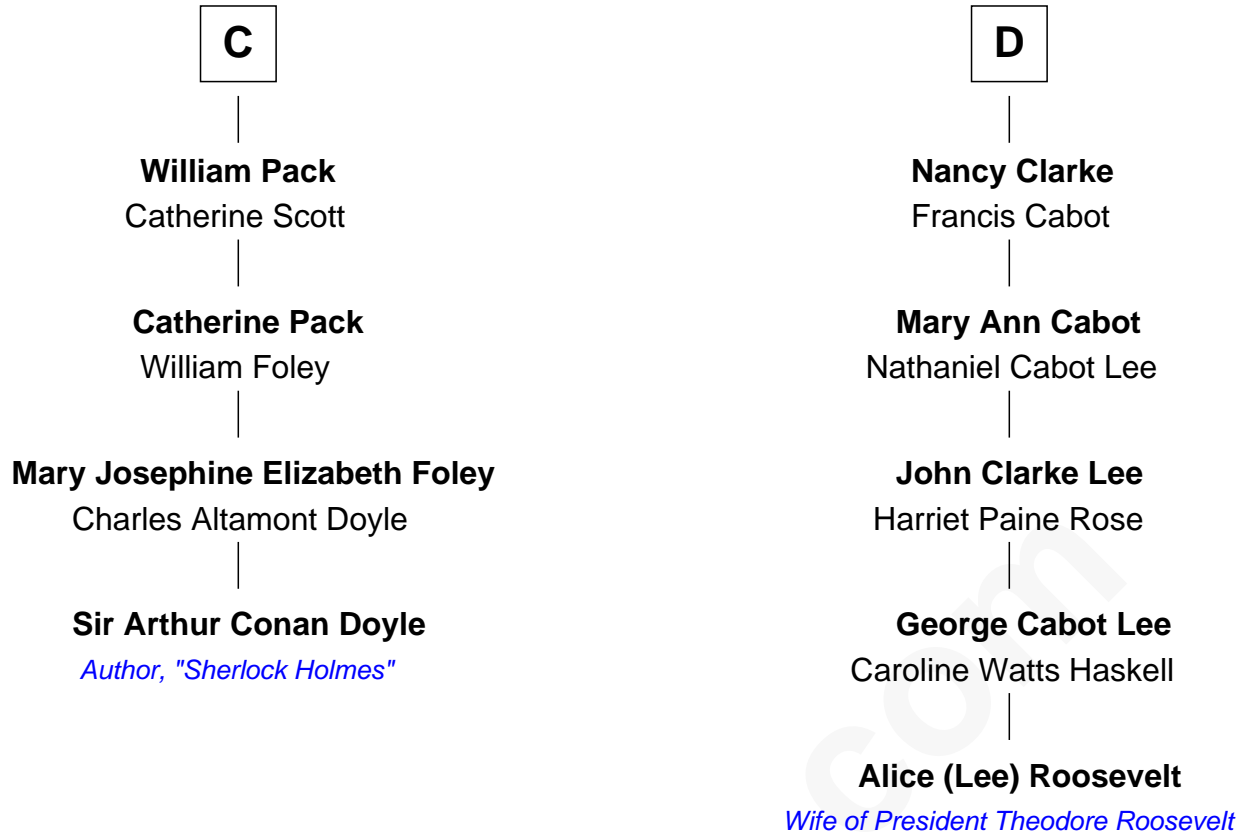 C
William Pack
Catherine Scott
Catherine Pack
William Foley
Mary Josephine Elizabeth Foley
Charles Altamont Doyle
Sir Arthur Conan Doyle
Author, "Sherlock Holmes"
D
Nancy Clarke
Francis Cabot
Mary Ann Cabot
Nathaniel Cabot Lee
John Clarke Lee
Harriet Paine Rose
George Cabot Lee
Caroline Watts Haskell
Alice (Lee) Roosevelt
Wife of President Theodore Roosevelt
com